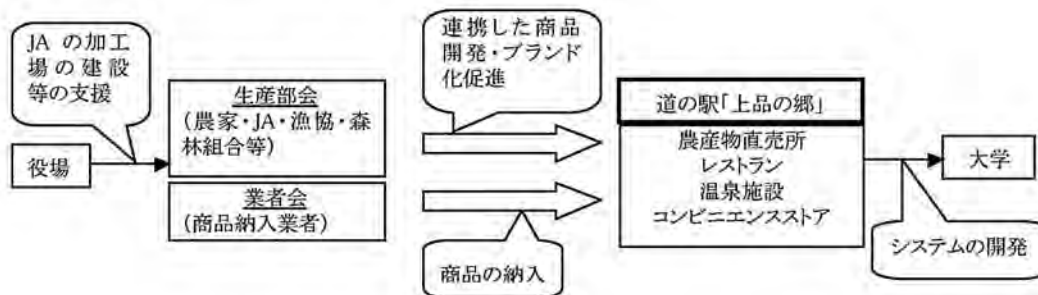 JA の加工
場の建設
等の支援
役場
生産部会
(農家・JA・漁協・森
林組合等)
業者会
(商品納入業者)
連携した商品
開発・ブランド
化促進
商品の納入
道の駅「上品の郷」
農産物直売所
レストラン
温泉施設
コンビニエンスストア
大学
システムの開発